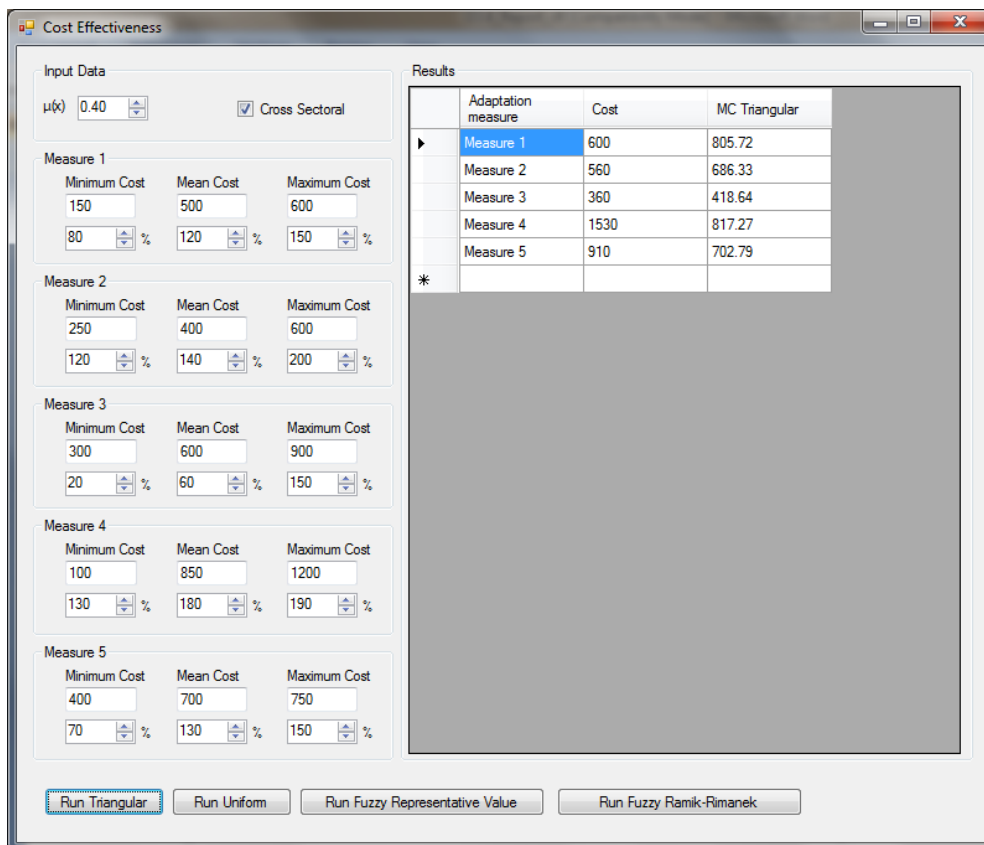 Cost Effectiveness
Input Data
μ(x) 0.40 Cross Sectoral
Measure 1
Minimum Cost Mean Cost Maximum Cost
150 500 600
80 % 120 % 150 %
Measure 2
Minimum Cost Mean Cost Maximum Cost
250 400 600
120 % 140 % 200 %
Measure 3
Minimum Cost Mean Cost Maximum Cost
300 600 900
20 % 60 % 150 %
Measure 4
Minimum Cost Mean Cost Maximum Cost
100 850 1200
130 % 180 % 190 %
Measure 5
Minimum Cost Mean Cost Maximum Cost
400 700 750
70 % 130 % 150 %
Results
Adaptation
measure Cost MC Triangular
Measure 1 600 805.72
Measure 2 560 686.33
Measure 3 360 418.64
Measure 4 1530 817.27
Measure 5 910 702.79
Run Triangular Run Uniform Run Fuzzy Representative Value Run Fuzzy Ramik-Rimanek